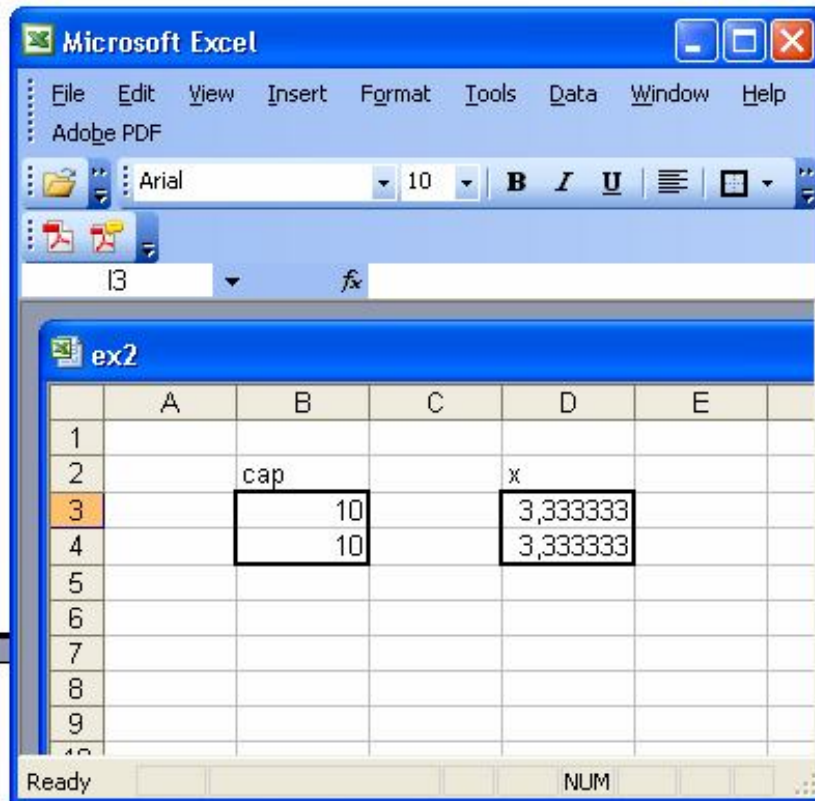 Microsoft Excel
File Edit View Insert Format Tools Data Window Help
Adobe PDF
Arial 10 B I U
I3 fx
ex2
A B C D E
1
2 cap x
3 10 3,333333
4 10 3,333333
5
6
7
8
9
10
Ready NUM